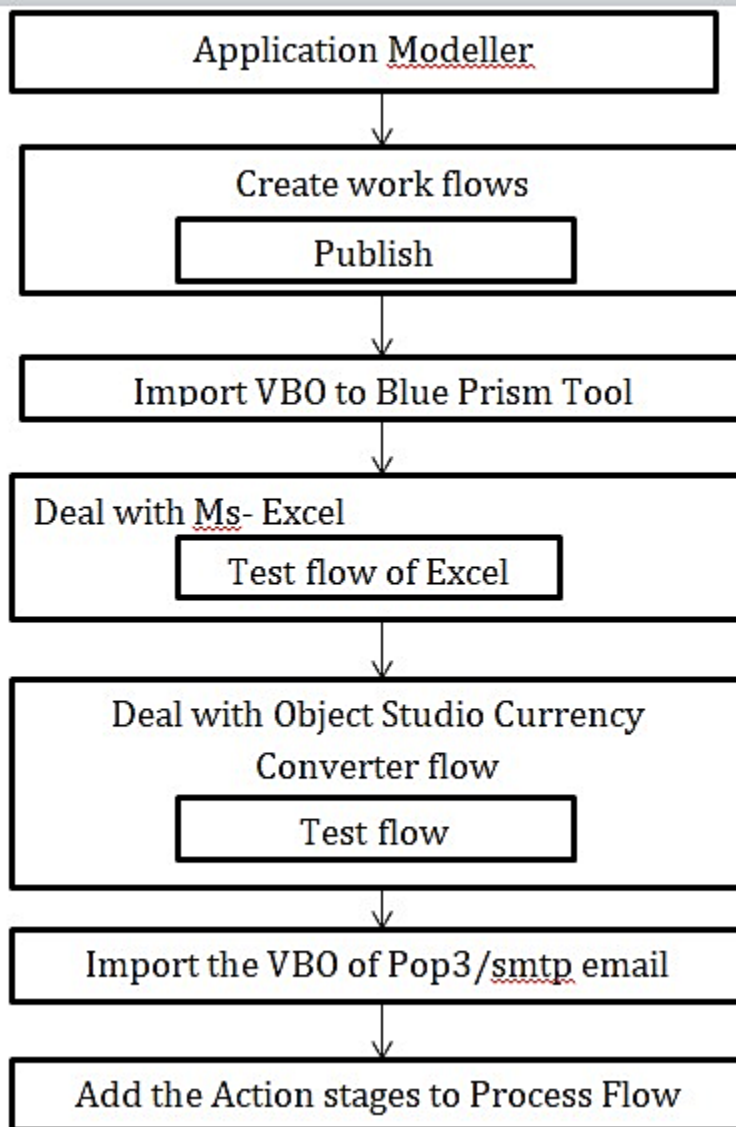 Application Modeller
Create work flows
Publish
Import VBO to Blue Prism Tool
Deal with Ms- Excel
Test flow of Excel
Deal with Object Studio Currency
Converter flow
Test flow
Import the VBO of Pop3/smtp email
Add the Action stages to Process Flow